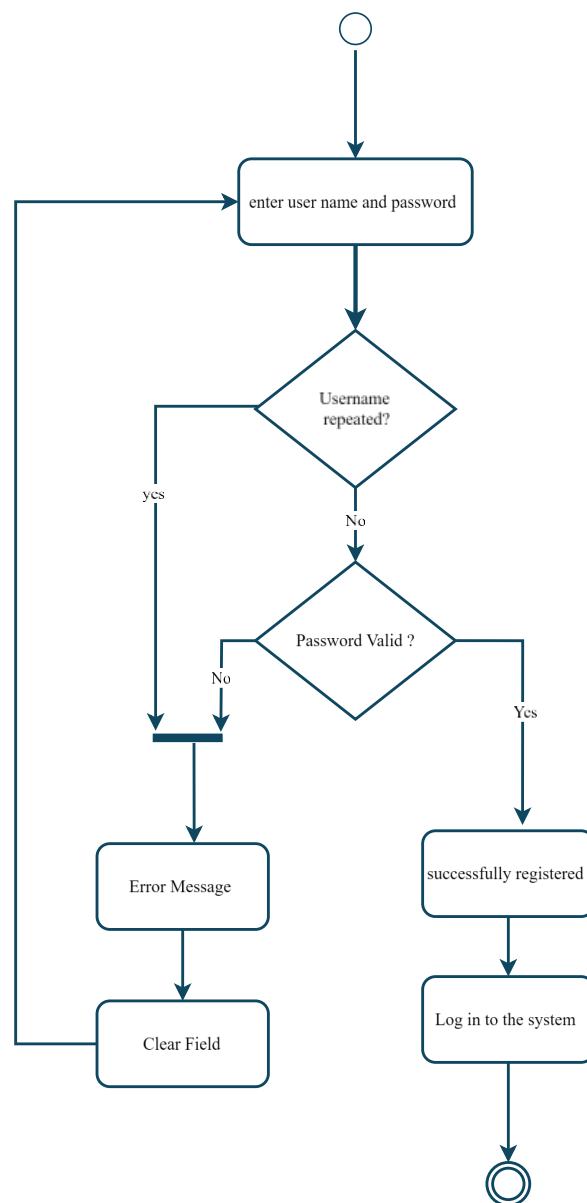 enter user name and password
Username
repeated?
yes
No
Password Valid ?
No
Yes
Error Message
successfully registered
Clear Field
Log in to the system